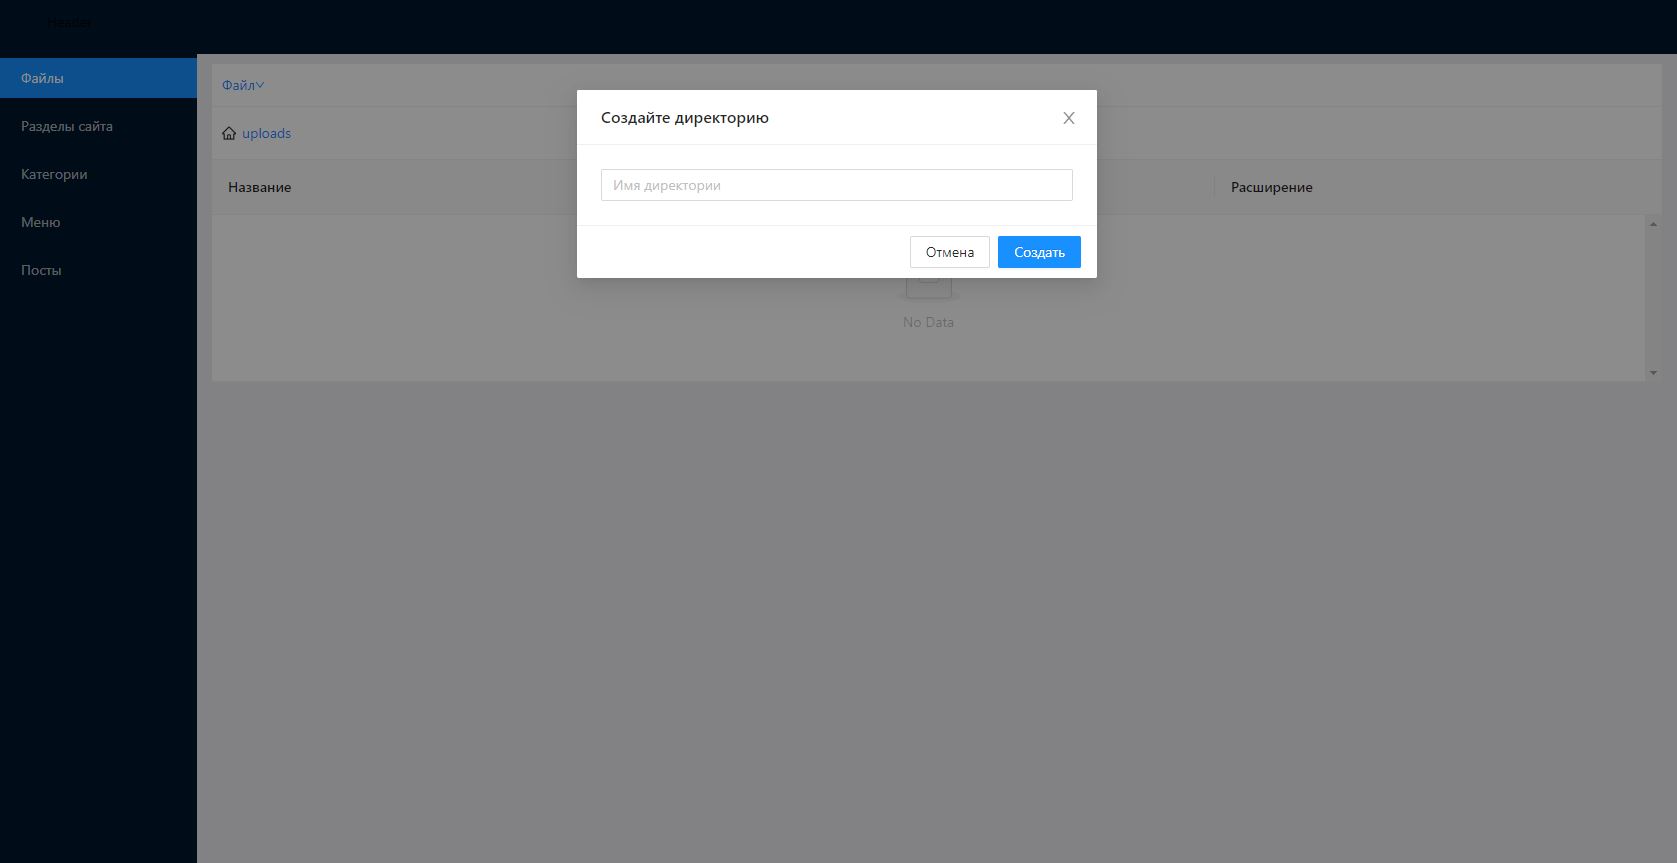 Header
Файлы
Разделы сайта
Категории
Меню
Посты
Файл
uploads
Название
Расширение
No Data
Создайте директорию
Имя директории
Отмена
Создать